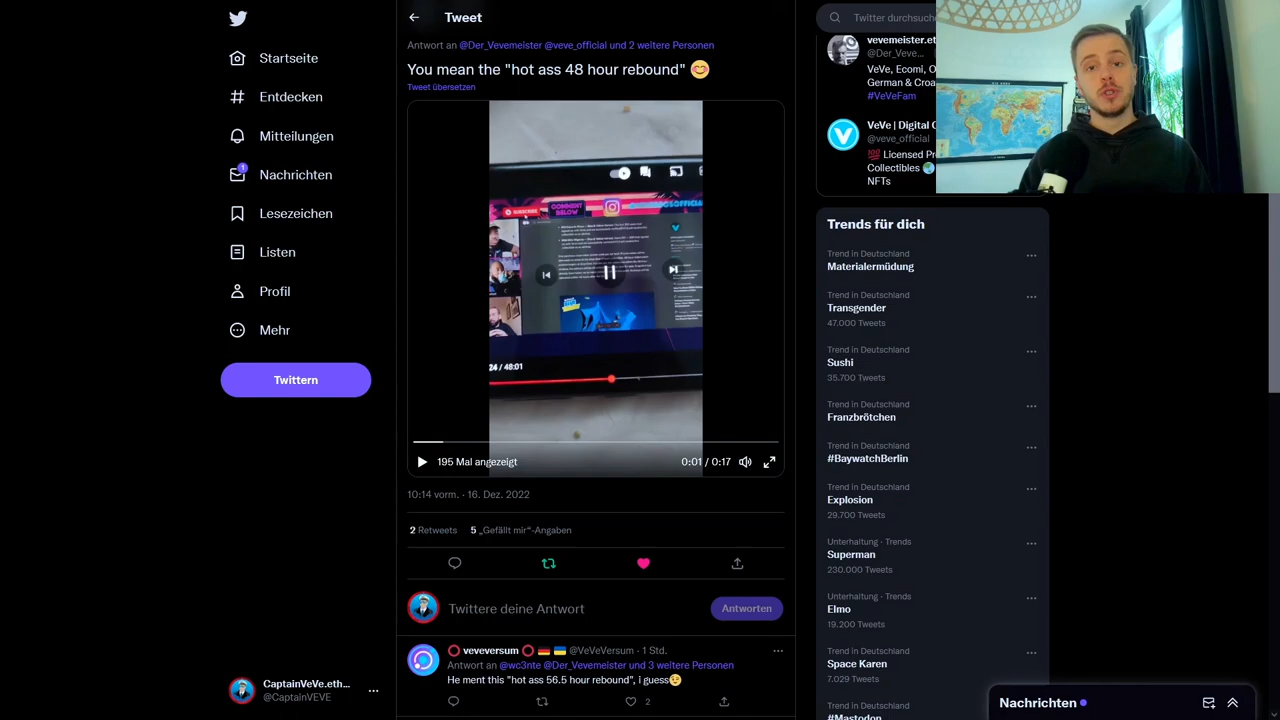 Startseite
Entdecken
Mitteilungen
1
Nachrichten
Lesezeichen
Listen
Profil
Mehr
Twittern
CaptainVeVe.eth...
@CaptainVEVE
Tweet
Antwort an @Der_Vevemeister @veve_official und 2 weitere Personen
You mean the "hot ass 48 hour rebound" 😊
Tweet übersetzen
SUBSCRIBE
COMMENT
BELOW
24 / 48:01
195 Mal angezeigt
0:01 / 0:17
10:14 vorm. · 16. Dez. 2022
2 Retweets 5 „Gefällt mir“-Angaben
Twittere deine Antwort
Antworten
⭕ veveversum ⭕ 🇩🇪 🇺🇦 @VeVeVersum · 1 Std.
Antwort an @wc3nte @Der_Vevemeister und 3 weitere Personen
He ment this "hot ass 56.5 hour rebound", i guess😉
2
Twitter durchsuchen
vevemeister.et
@Der_Veve...
VeVe, Ecomi, O
German & Croa
#VeVeFam
VeVe | Digital C
@veve_official
💯 Licensed Pr
Collectibles
NFTs
Trends für dich
Trend in Deutschland
Materialermüdung
Trend in Deutschland
Transgender
47.000 Tweets
Trend in Deutschland
Sushi
35.700 Tweets
Trend in Deutschland
Franzbrötchen
Trend in Deutschland
#BaywatchBerlin
Trend in Deutschland
Explosion
29.700 Tweets
Unterhaltung · Trends
Superman
230.000 Tweets
Unterhaltung · Trends
Elmo
19.200 Tweets
Trend in Deutschland
Space Karen
7.029 Tweets
Trend in Deutschland
#Mastodon
Nachrichten